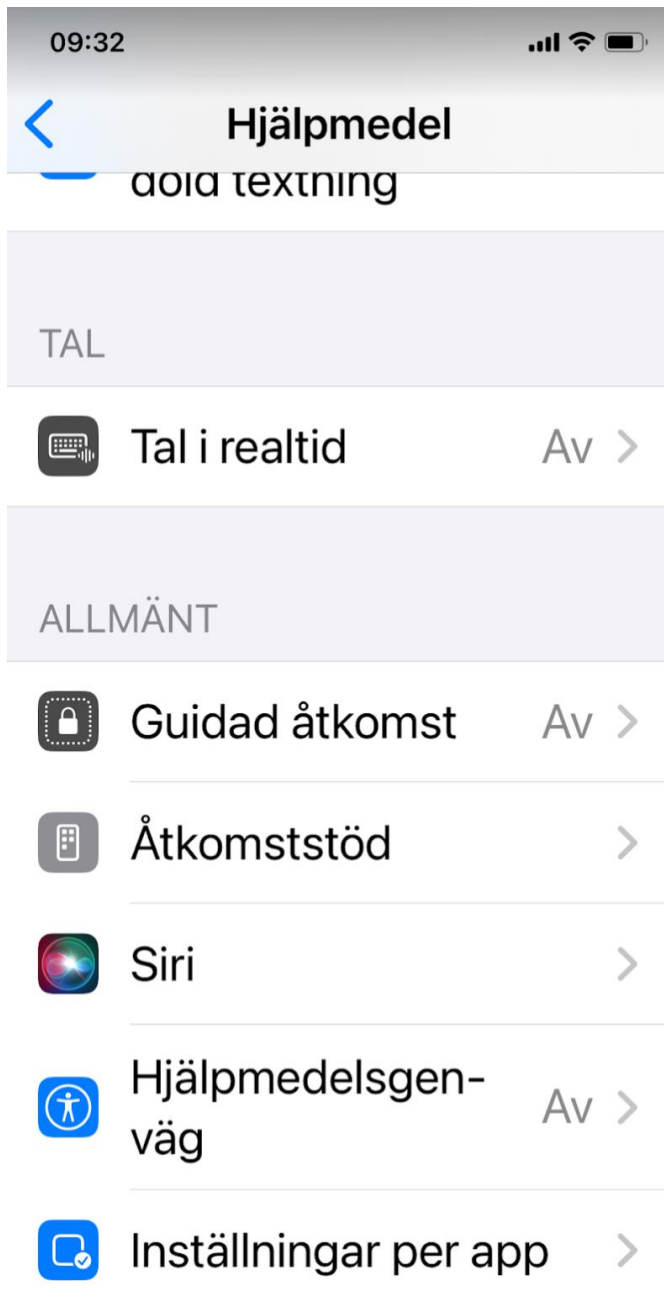 09:32
Hjälpmedel
dold textning
TAL
Tal i realtid Av
ALLMÄNT
Guidad åtkomst Av
Åtkomststöd
Siri
Hjälpmedelsgen-
väg Av
Inställningar per app